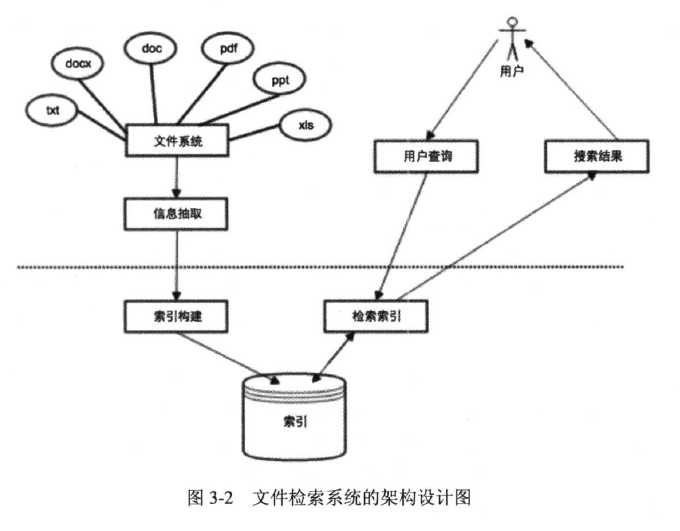 doc
pdf
docx
ppt
txt
xls
文件系统
用户
用户查询
搜索结果
信息抽取
索引构建
检索索引
索引
图 3-2 文件检索系统的架构设计图